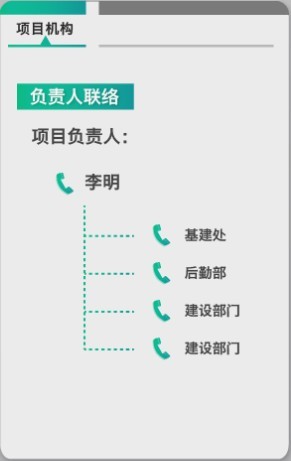 项目机构
负责人联络
项目负责人：
李明
基建处
后勤部
建设部门
建设部门